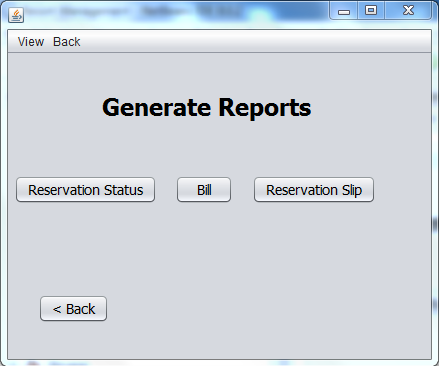 View Back
Generate Reports
Reservation Status Bill Reservation Slip
< Back